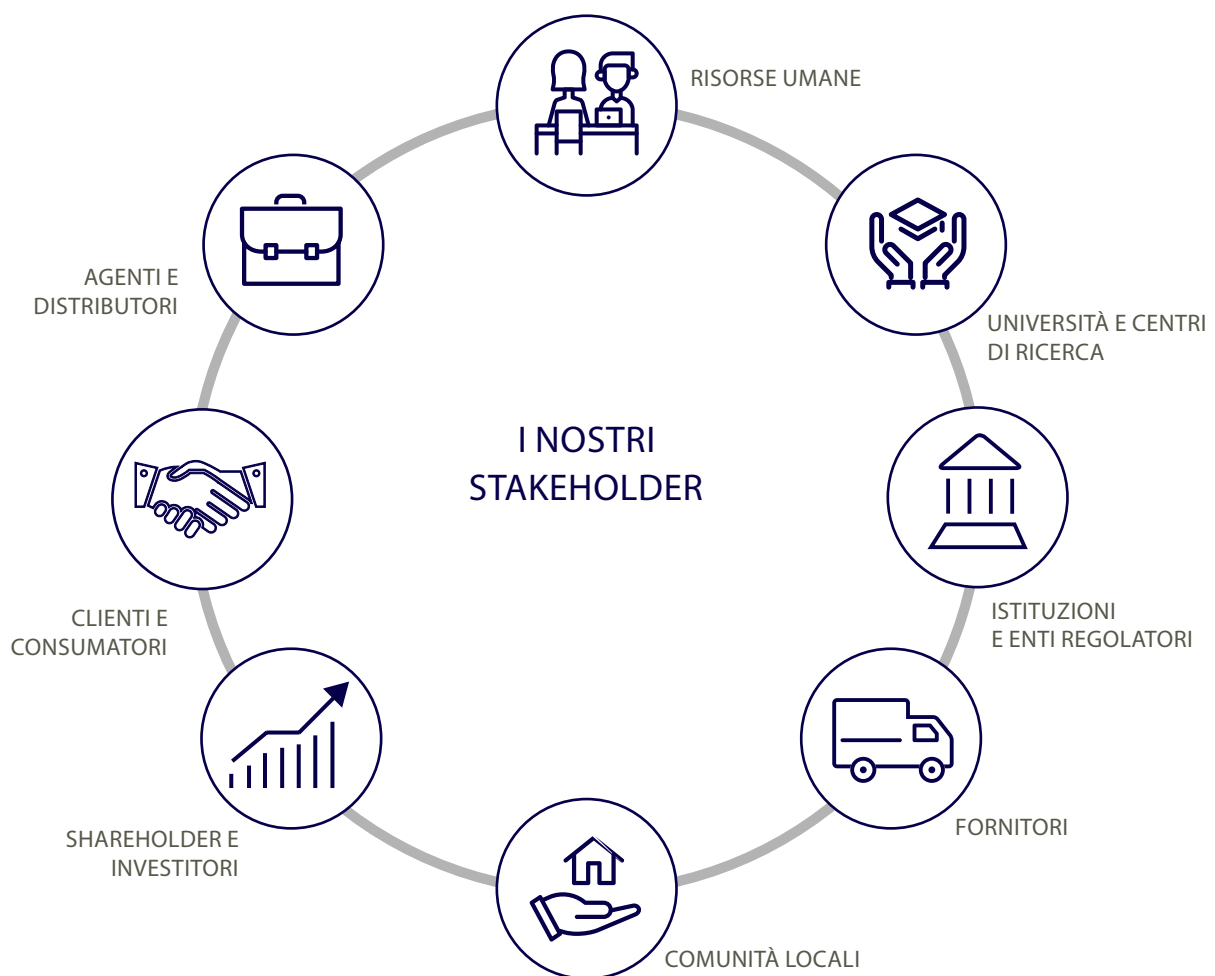 RISORSE UMANE
AGENTI E
DISTRIBUTORI
UNIVERSITÀ E CENTRI
DI RICERCA
I NOSTRI
STAKEHOLDER
CLIENTI E
CONSUMATORI
ISTITUZIONI
E ENTI REGOLATORI
SHAREHOLDER E
INVESTITORI
FORNITORI
COMUNITÀ LOCALI